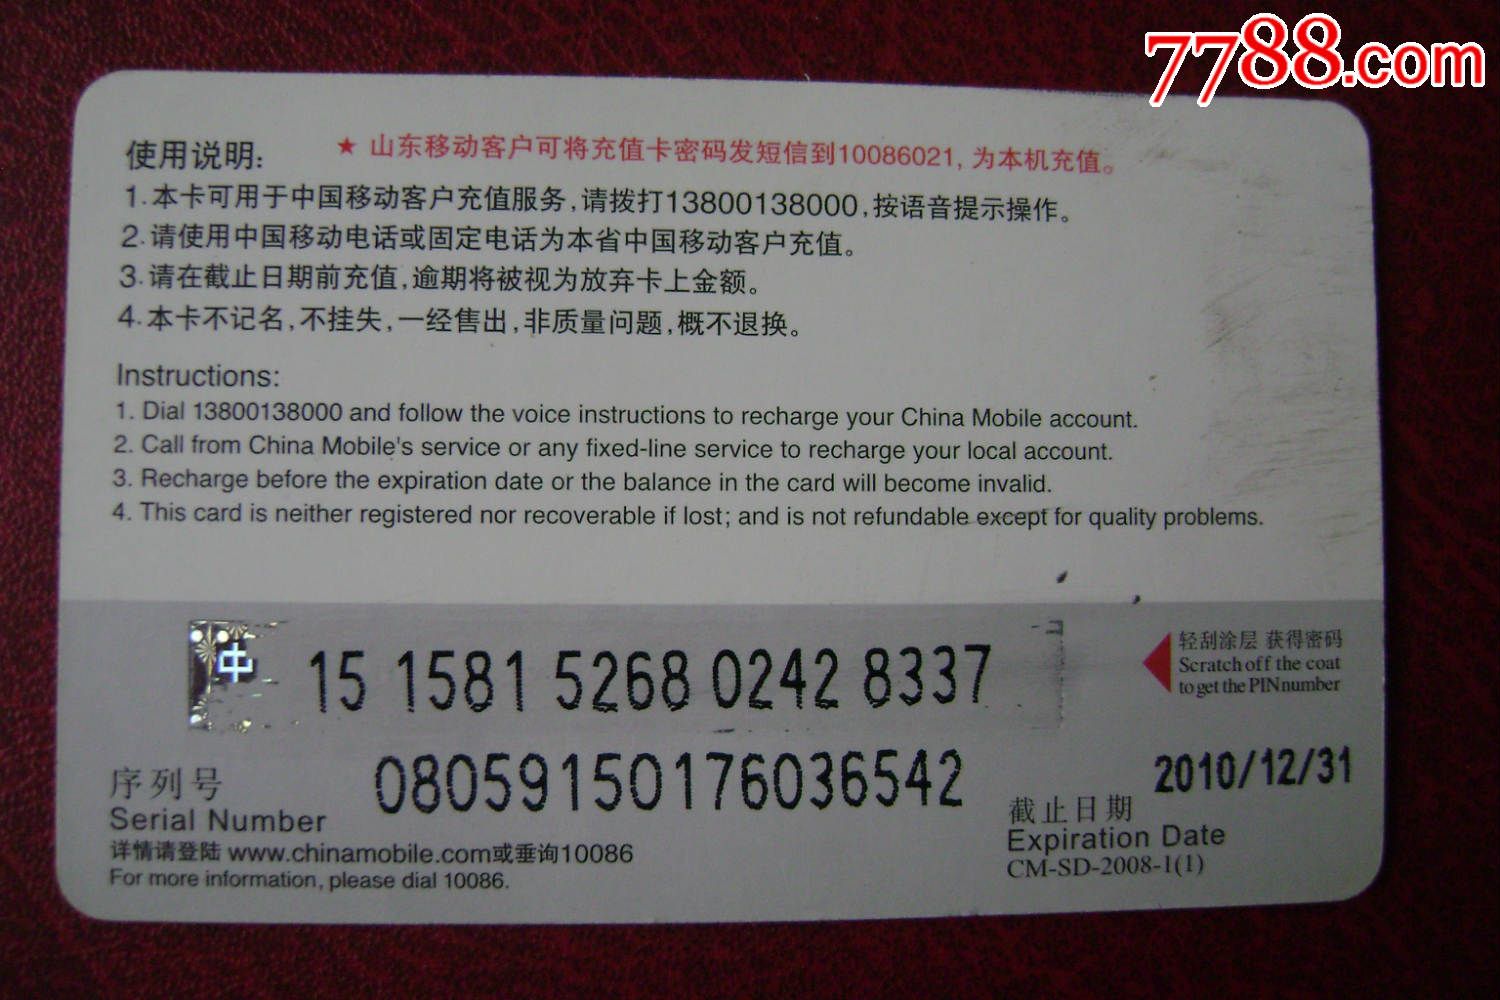 7788.com
使用说明:
★ 山东移动客户可将充值卡密码发短信到10086021,为本机充值。
1.本卡可用于中国移动客户充值服务,请拨打13800138000,按语音提示操作。
2.请使用中国移动电话或固定电话为本省中国移动客户充值。
3.请在截止日期前充值,逾期将被视为放弃卡上金额。
4.本卡不记名,不挂失,一经售出,非质量问题,概不退换。
Instructions:
1. Dial 13800138000 and follow the voice instructions to recharge your China Mobile account.
2. Call from China Mobile's service or any fixed-line service to recharge your local account.
3. Recharge before the expiration date or the balance in the card will become invalid.
4. This card is neither registered nor recoverable if lost; and is not refundable except for quality problems.
中
15 1581 5268 0242 8337
轻刮涂层 获得密码
Scratch off the coat
to get the PIN number
序列号
Serial Number
08059150176036542
2010/12/31
截止日期
Expiration Date
CM-SD-2008-1(1)
详情请登陆 www.chinamobile.com或垂询10086
For more information, please dial 10086.